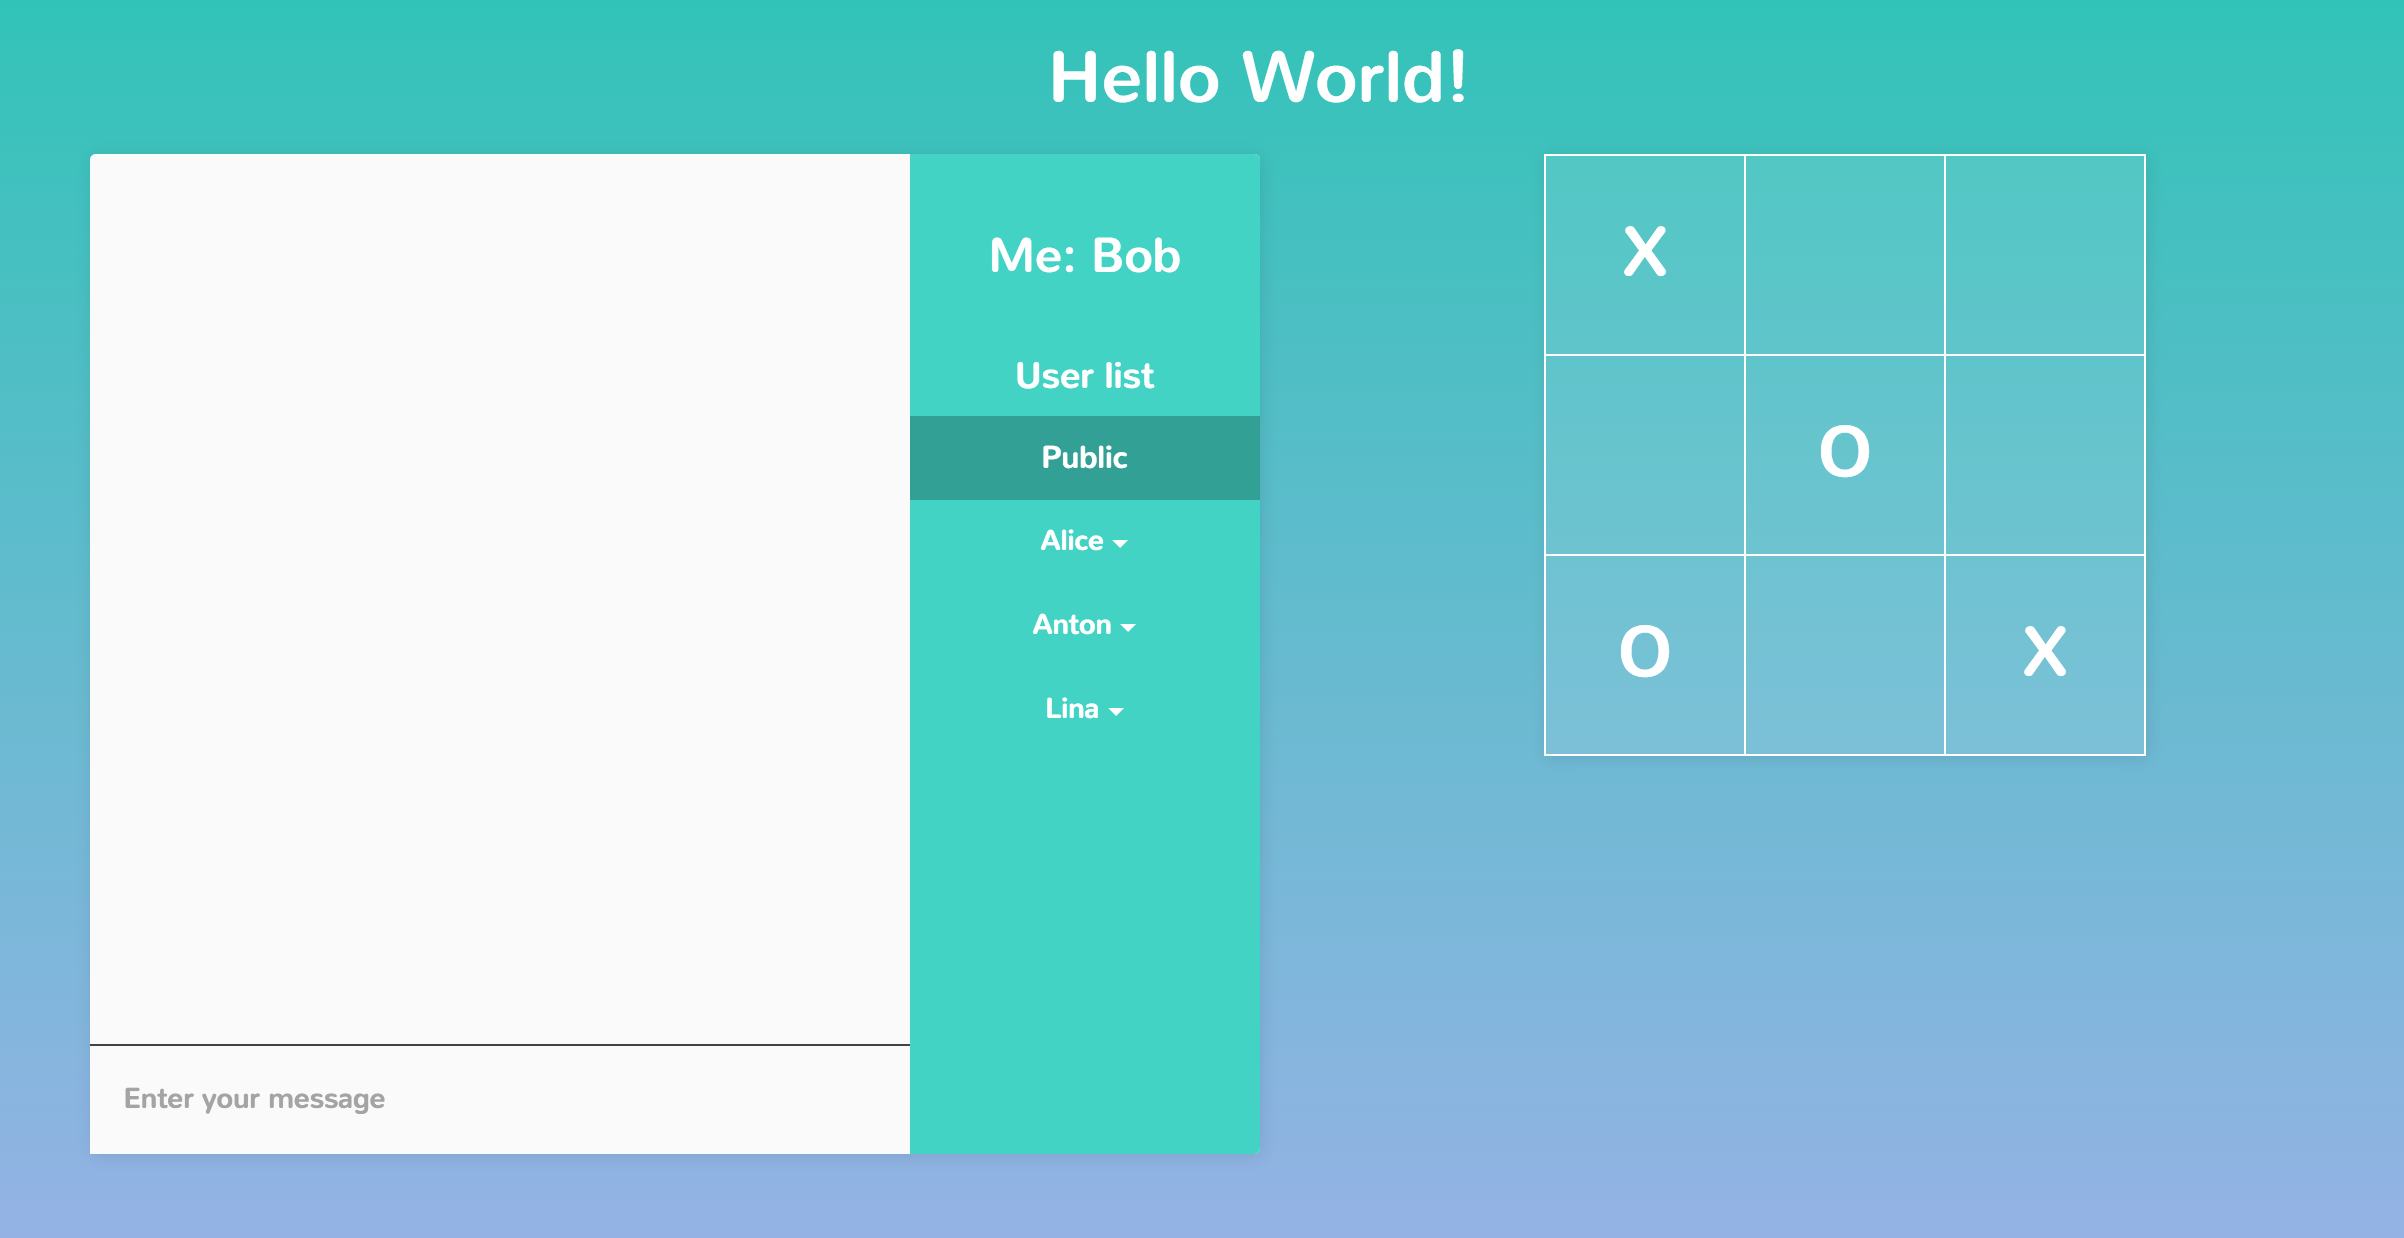 Hello World!
Me: Bob
User list
Public
Alice
Anton
Lina
Enter your message
X
O
O X